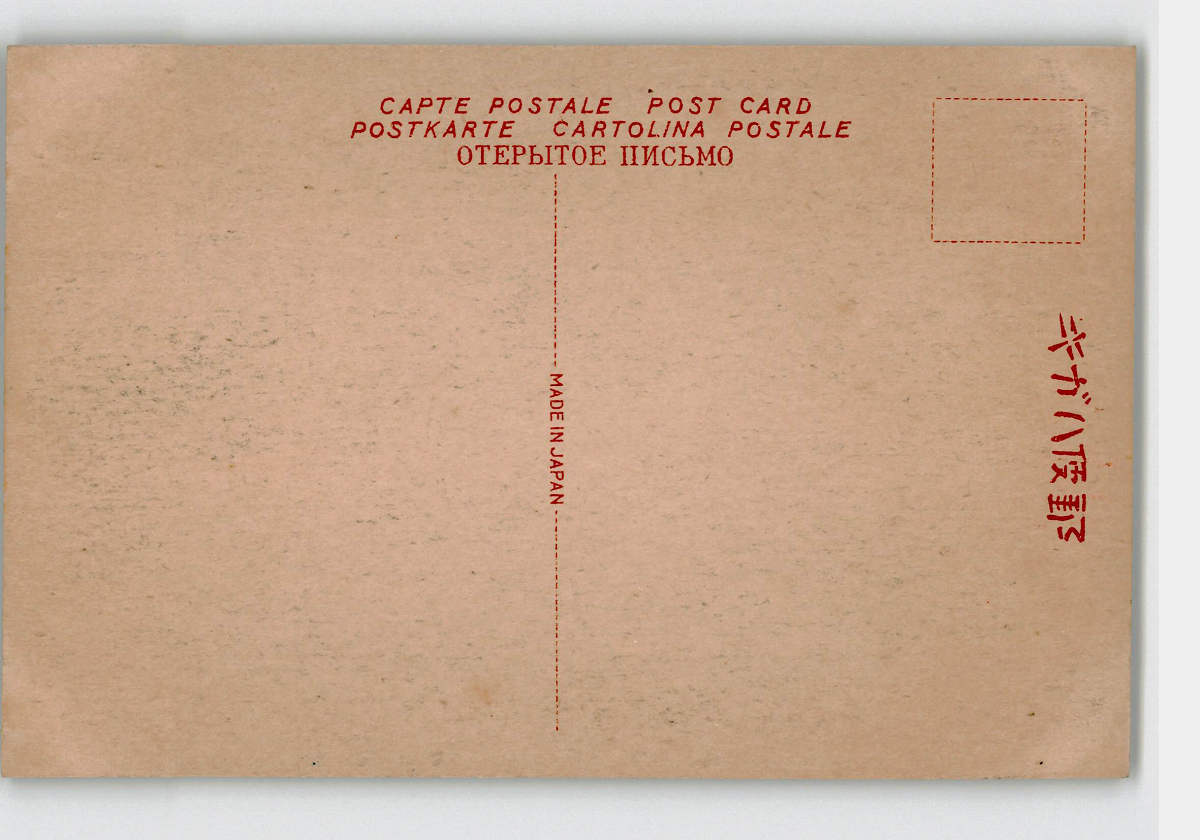 CAPTE POSTALE POST CARD
POSTKARTE CARTOLINA POSTALE
ОТЕРЫТОЕ ПИСЬМО
MADE IN JAPAN
キガハ便郵